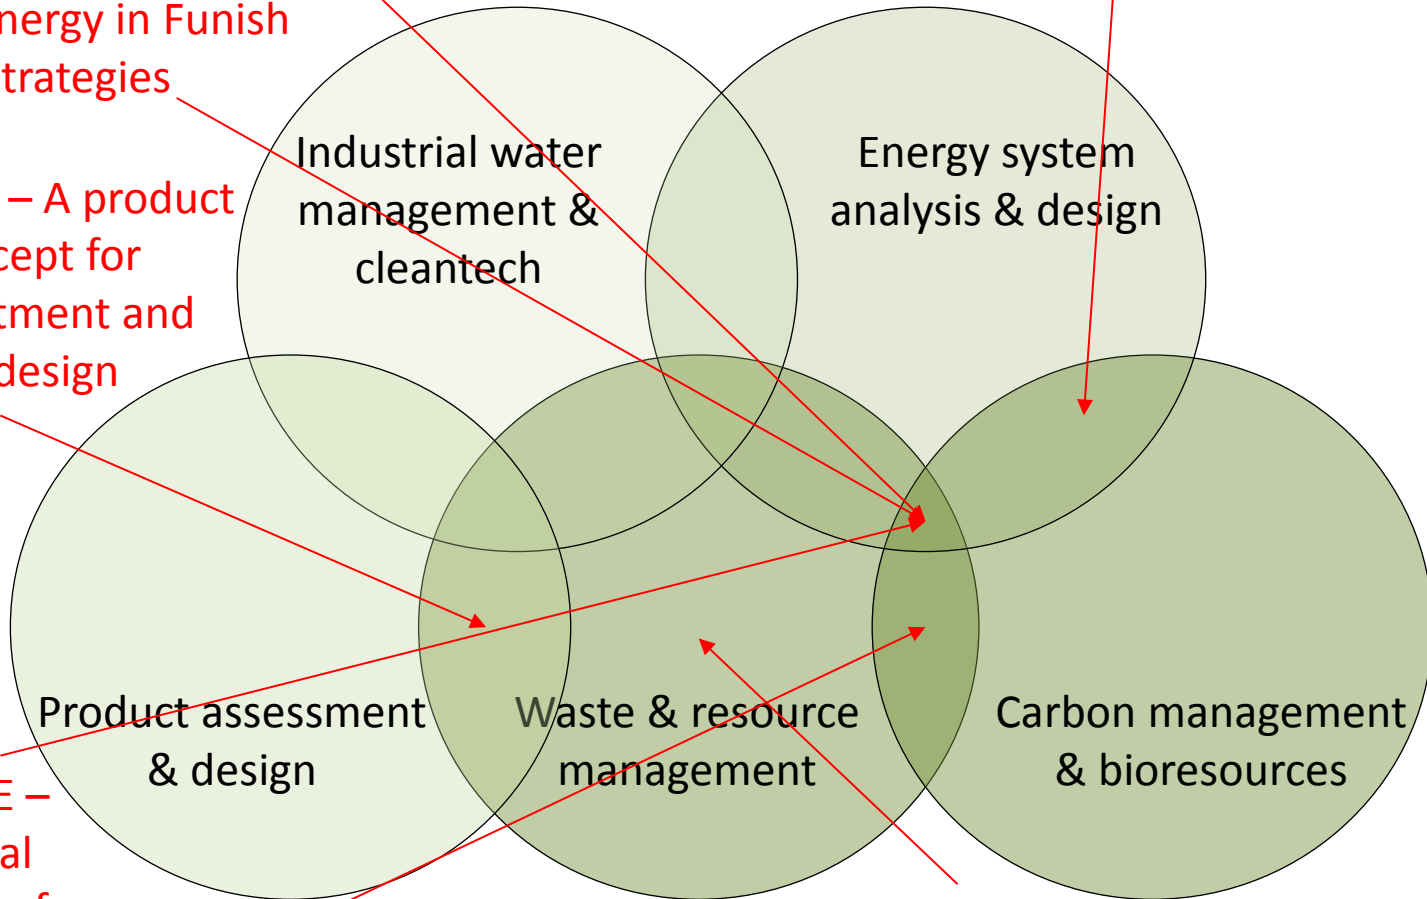 nergy in Funish
trategies
– A product
cept for
tment and
design
Industrial water
management &
cleantech
Energy system
analysis & design
Product assessment
& design
Waste & resource
management
Carbon management
& bioresources
E –
al